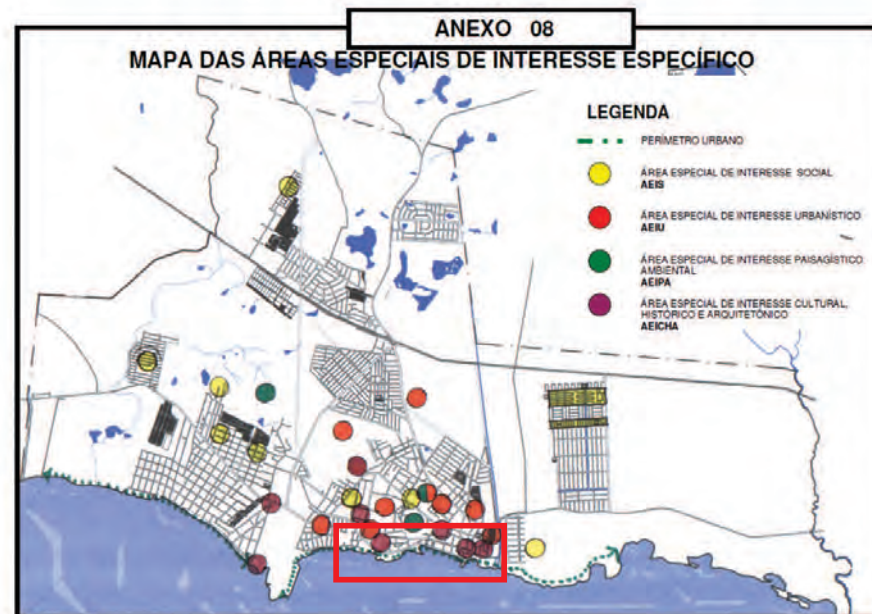 ANEXO 08
MAPA DAS ÁREAS ESPECIAIS DE INTERESSE ESPECÍFICO
LEGENDA
PERÍMETRO URBANO
ÁREA ESPECIAL DE INTERESSE SOCIAL
AEIS
ÁREA ESPECIAL DE INTERESSE URBANÍSTICO
AEIU
ÁREA ESPECIAL DE INTERESSE PAISAGÍSTICO
AMBIENTAL
AEIPA
ÁREA ESPECIAL DE INTERESSE CULTURAL,
HISTÓRICO E ARQUITETÔNICO
AEICHA